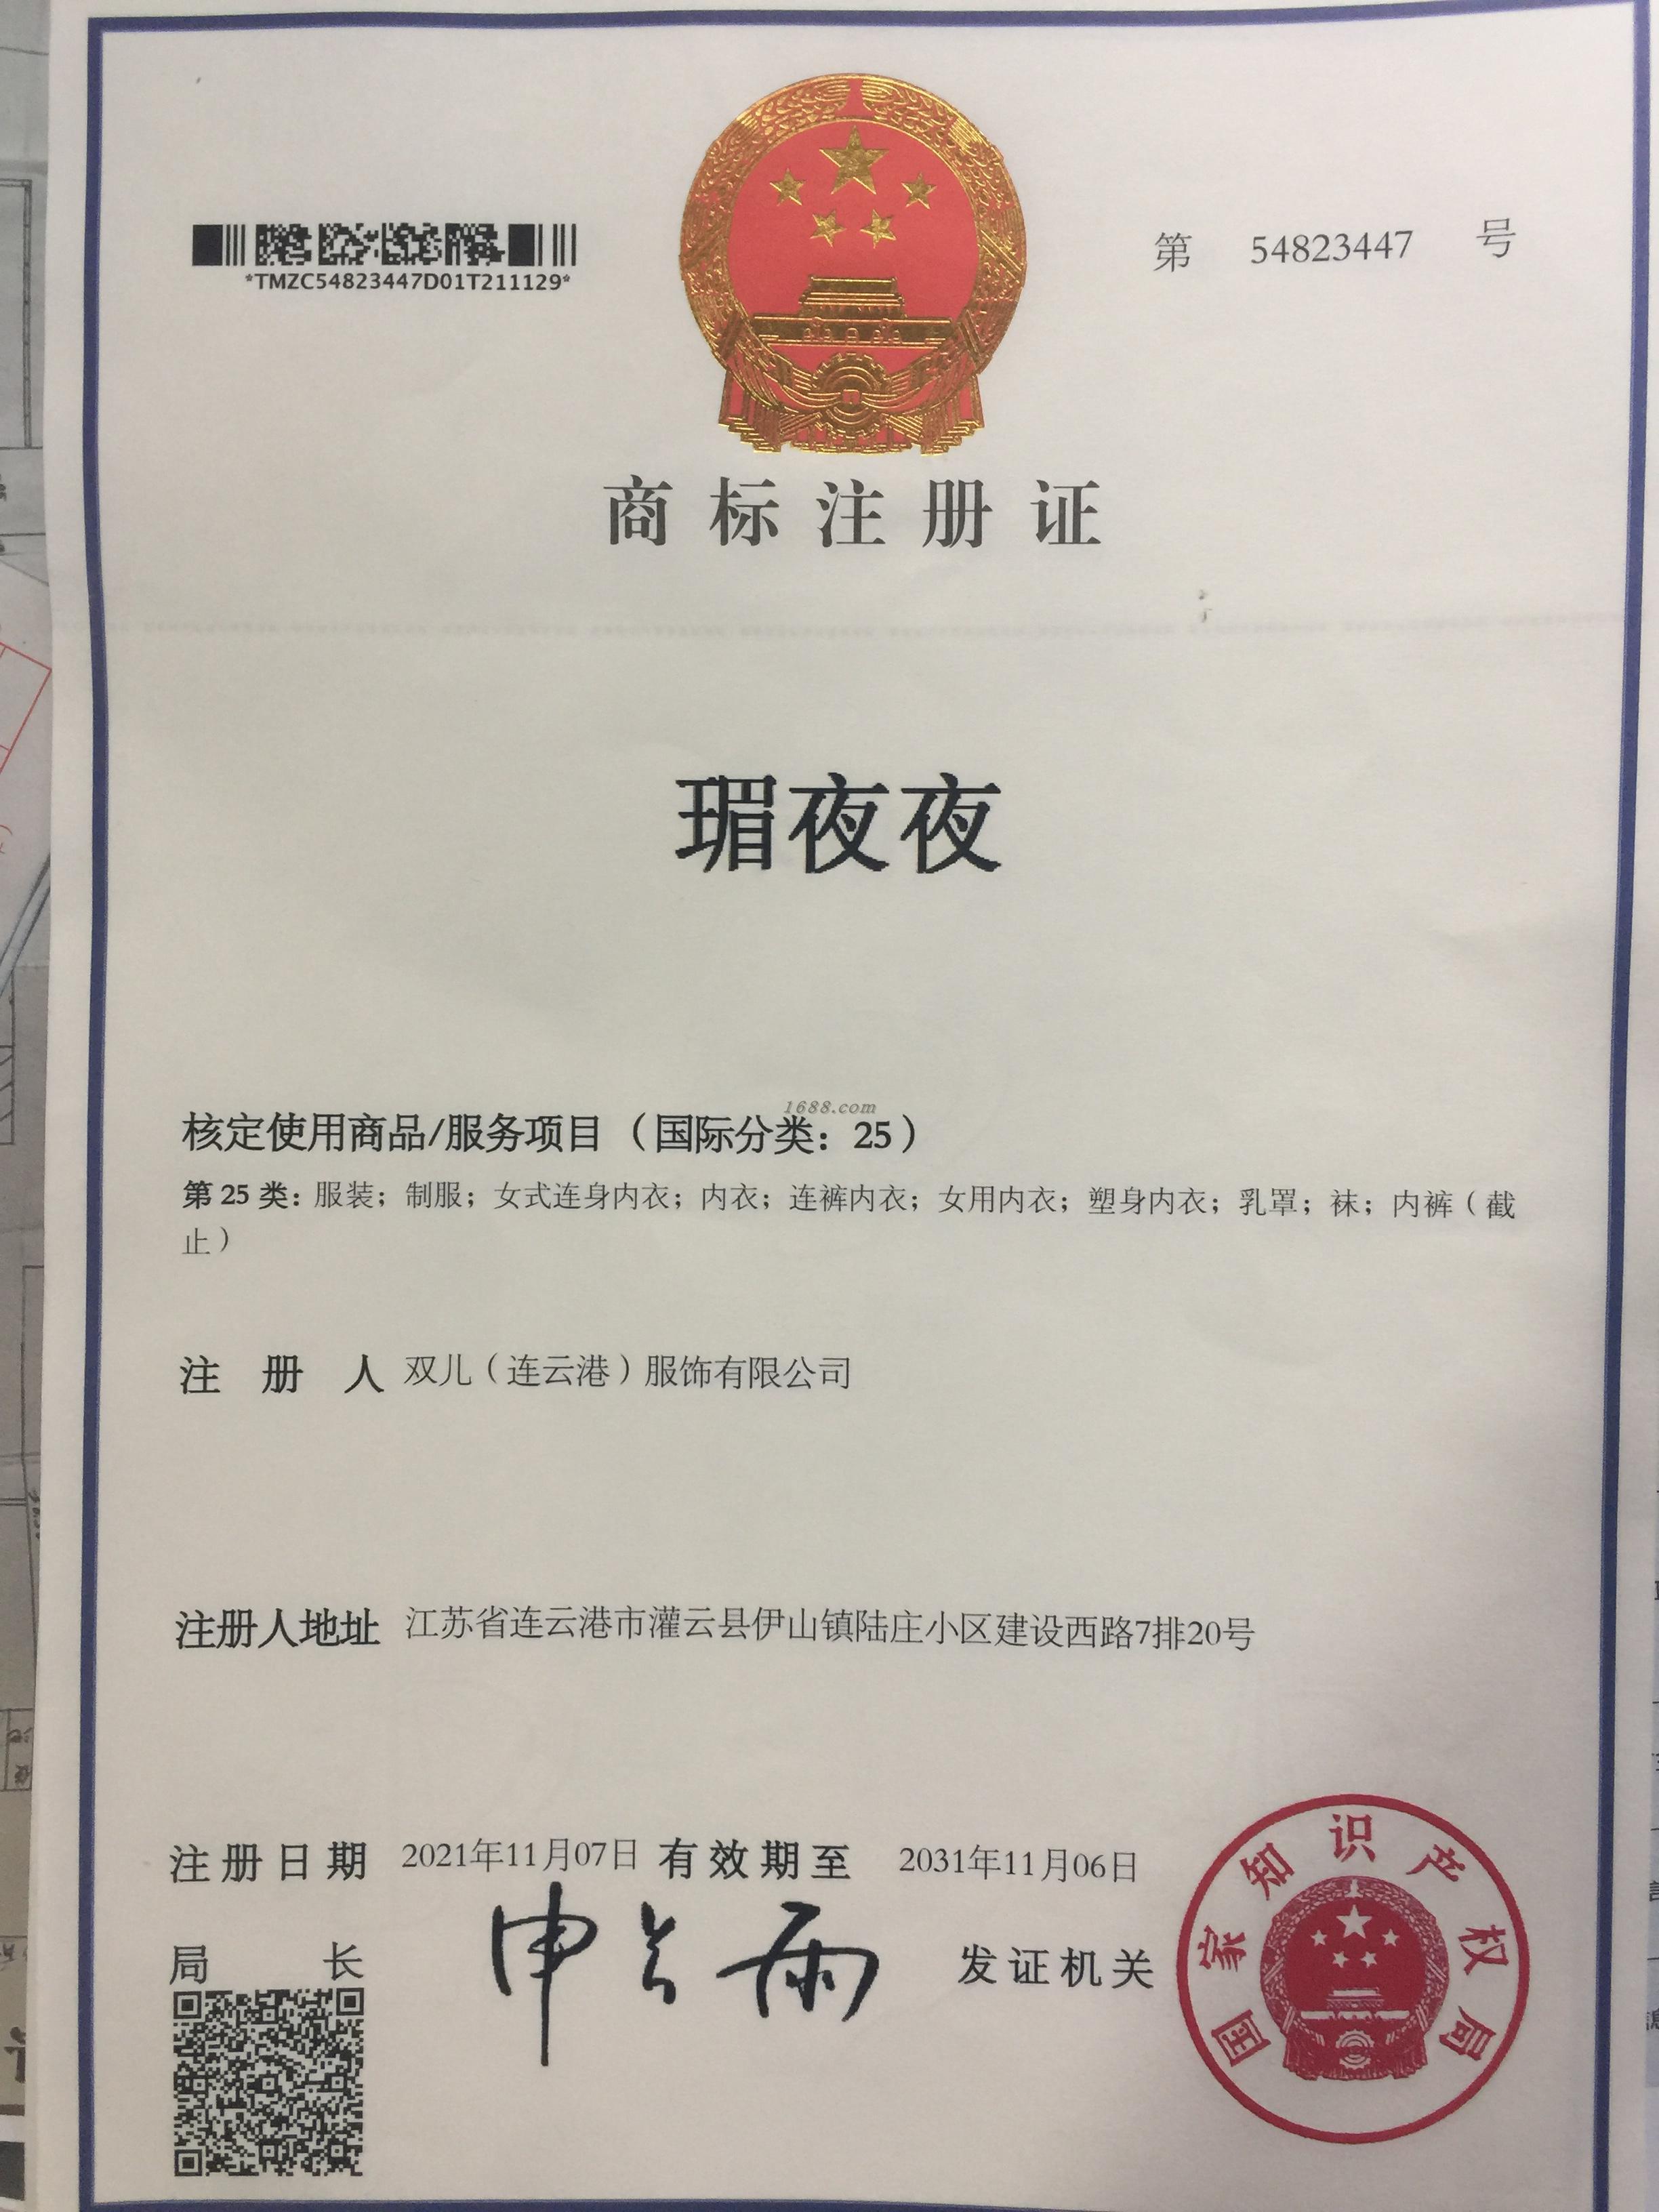 *TMZC54823447D01T211129*
第 54823447 号
商标注册证
瑂夜夜
1688.com
核定使用商品/服务项目（国际分类：25）
第25类：服装；制服；女式连身内衣；内衣；连裤内衣；女用内衣；塑身内衣；乳罩；袜；内裤（截
止）
注册人 双儿（连云港）服饰有限公司
注册人地址 江苏省连云港市灌云县伊山镇陆庄小区建设西路7排20号
注册日期 2021年11月07日 有效期至 2031年11月06日
局长 申长雨 发证机关
国家知识产权局